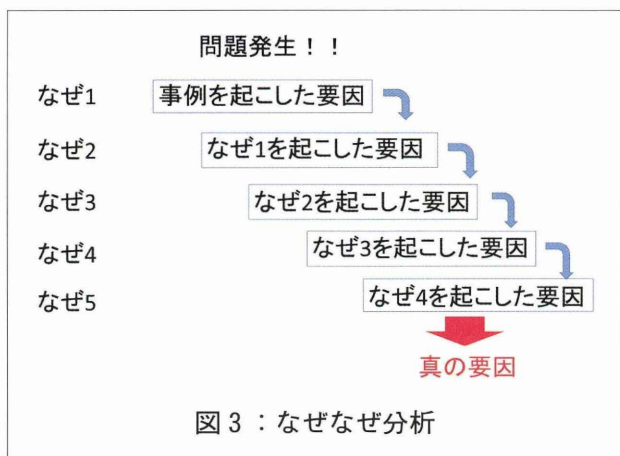 問題発生！！
なぜ1 事例を起こした要因
なぜ2 なぜ1を起こした要因
なぜ3 なぜ2を起こした要因
なぜ4 なぜ3を起こした要因
なぜ5 なぜ4を起こした要因
真の要因
図3：なぜなぜ分析